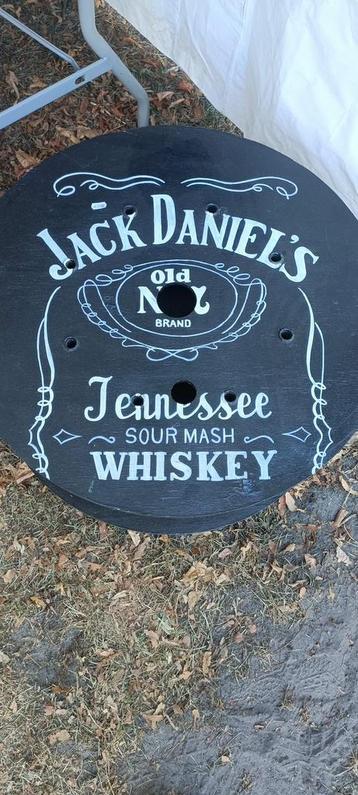 JACK DANIEL'S
Old
BRAND
Tennessee
SOUR MASH
WHISKEY